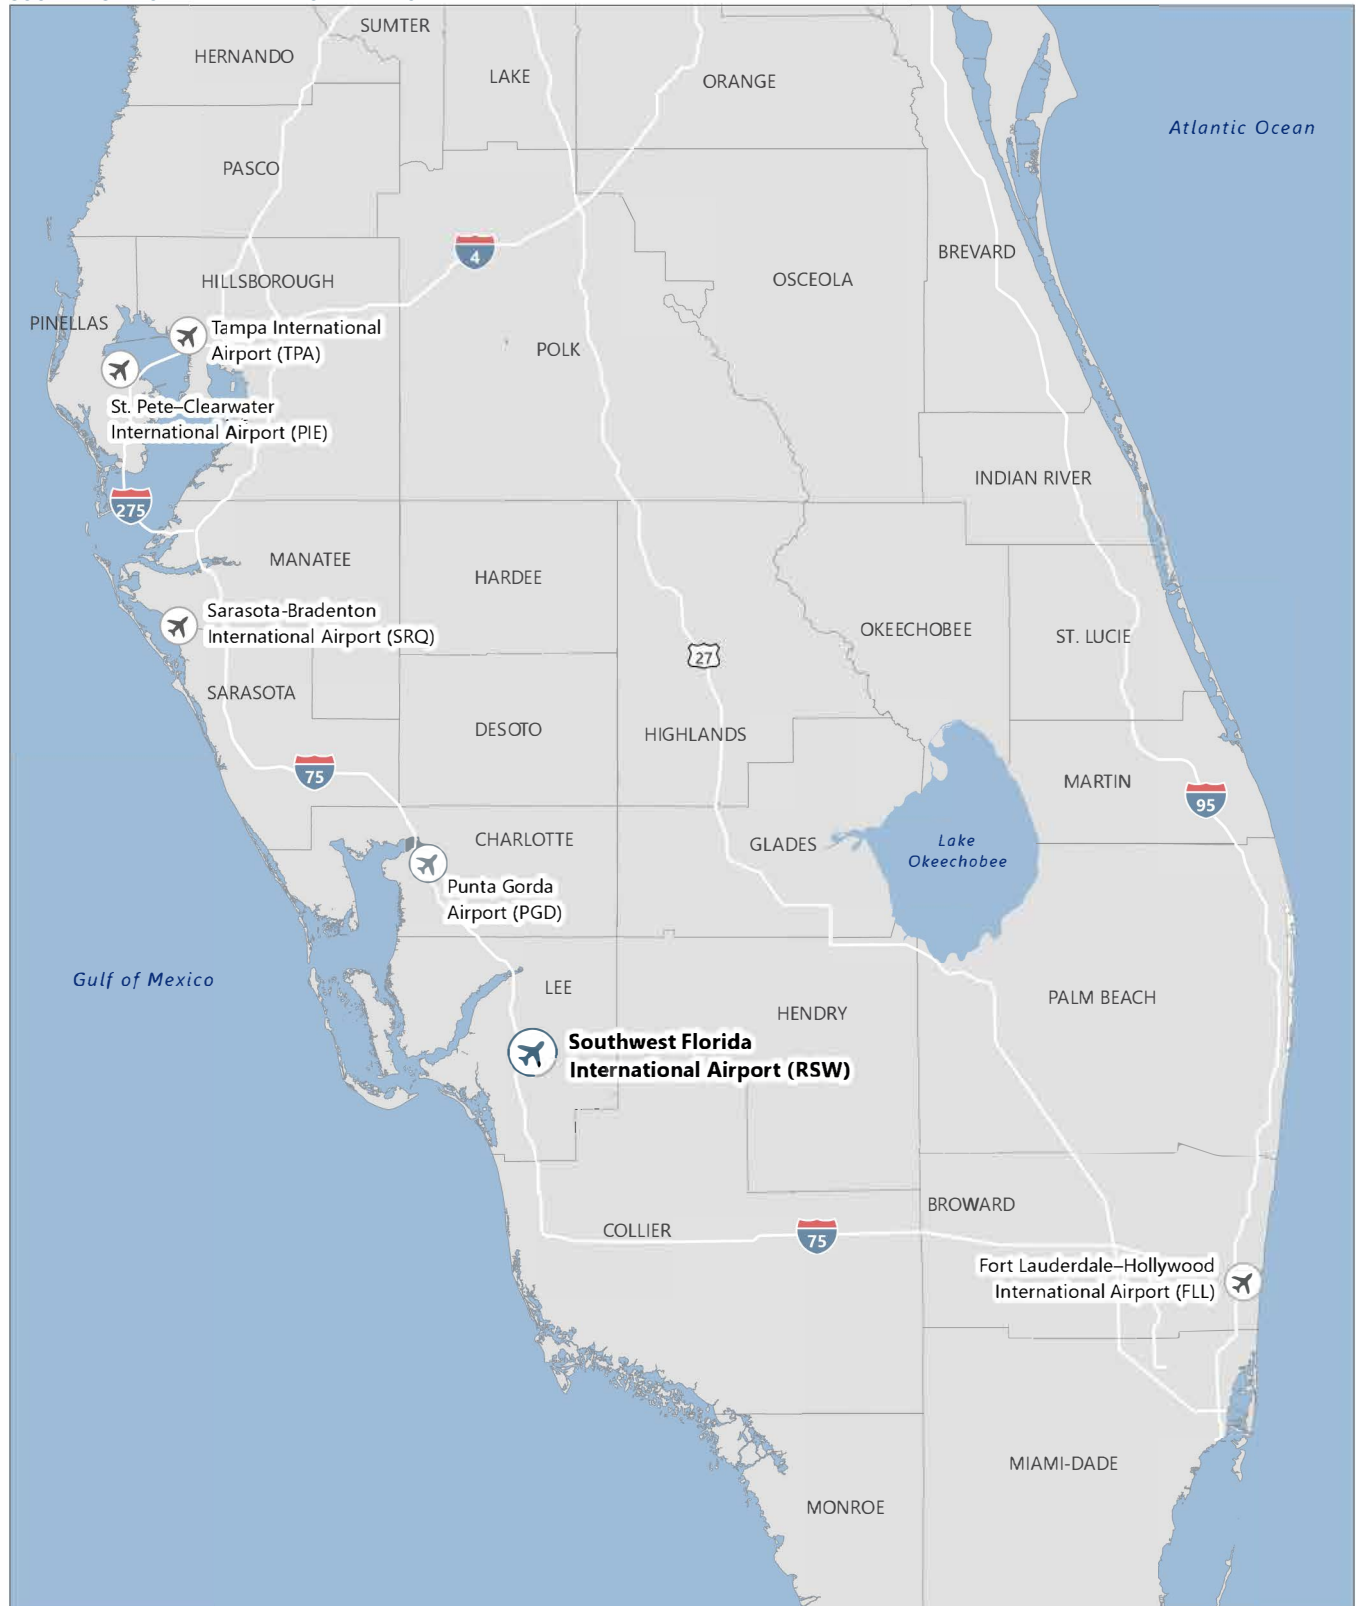 SUMTER
HERNANDO
LAKE
ORANGE
Atlantic Ocean
PASCO
BREVARD
4
HILLSBOROUGH
OSCEOLA
PINELLAS
Tampa International
Airport (TPA)
POLK
St. Pete–Clearwater
International Airport (PIE)
INDIAN RIVER
275
MANATEE
HARDEE
Sarasota-Bradenton
International Airport (SRQ)
OKEECHOBEE
ST. LUCIE
27
SARASOTA
DESOTO
HIGHLANDS
75
MARTIN
95
CHARLOTTE
GLADES
Lake
Okeechobee
Punta Gorda
Airport (PGD)
Gulf of Mexico
LEE
PALM BEACH
HENDRY
Southwest Florida
International Airport (RSW)
BROWARD
COLLIER
75
Fort Lauderdale–Hollywood
International Airport (FLL)
MIAMI-DADE
MONROE